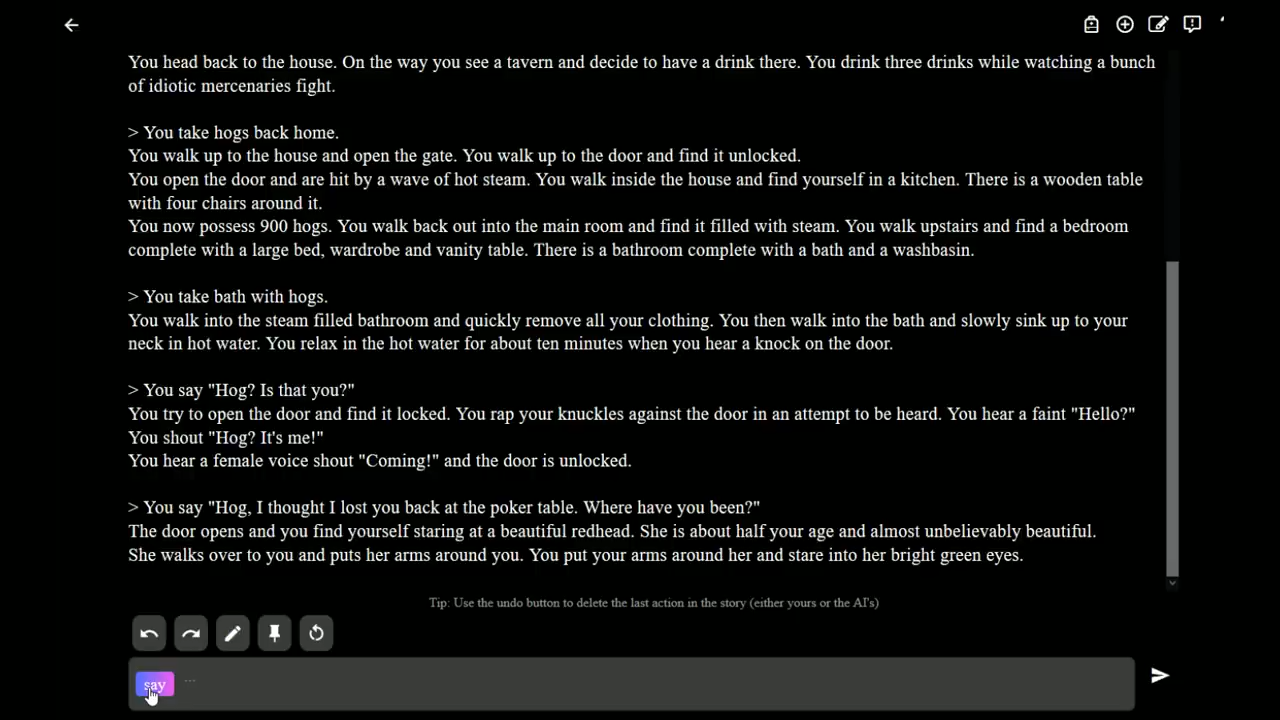 You head back to the house. On the way you see a tavern and decide to have a drink there. You drink three drinks while watching a bunch
of idiotic mercenaries fight.
> You take hogs back home.
You walk up to the house and open the gate. You walk up to the door and find it unlocked.
You open the door and are hit by a wave of hot steam. You walk inside the house and find yourself in a kitchen. There is a wooden table
with four chairs around it.
You now possess 900 hogs. You walk back out into the main room and find it filled with steam. You walk upstairs and find a bedroom
complete with a large bed, wardrobe and vanity table. There is a bathroom complete with a bath and a washbasin.
> You take bath with hogs.
You walk into the steam filled bathroom and quickly remove all your clothing. You then walk into the bath and slowly sink up to your
neck in hot water. You relax in the hot water for about ten minutes when you hear a knock on the door.
> You say "Hog? Is that you?"
You try to open the door and find it locked. You rap your knuckles against the door in an attempt to be heard. You hear a faint "Hello?"
You shout "Hog? It's me!"
You hear a female voice shout "Coming!" and the door is unlocked.
> You say "Hog, I thought I lost you back at the poker table. Where have you been?"
The door opens and you find yourself staring at a beautiful redhead. She is about half your age and almost unbelievably beautiful.
She walks over to you and puts her arms around you. You put your arms around her and stare into her bright green eyes.
Tip: Use the undo button to delete the last action in the story (either yours or the AI's)
say ...